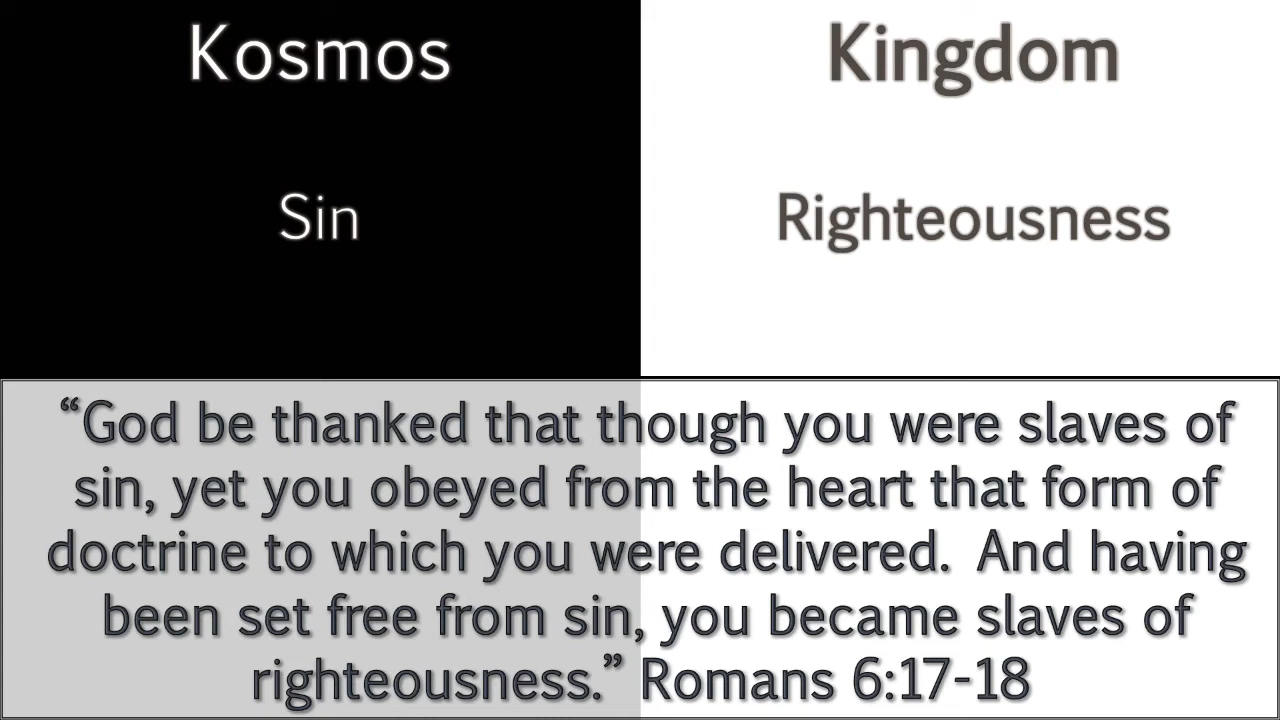 Kosmos
Kingdom
Sin
Righteousness
“God be thanked that though you were slaves of
sin, yet you obeyed from the heart that form of
doctrine to which you were delivered.  And having
been set free from sin, you became slaves of
righteousness.” Romans 6:17-18